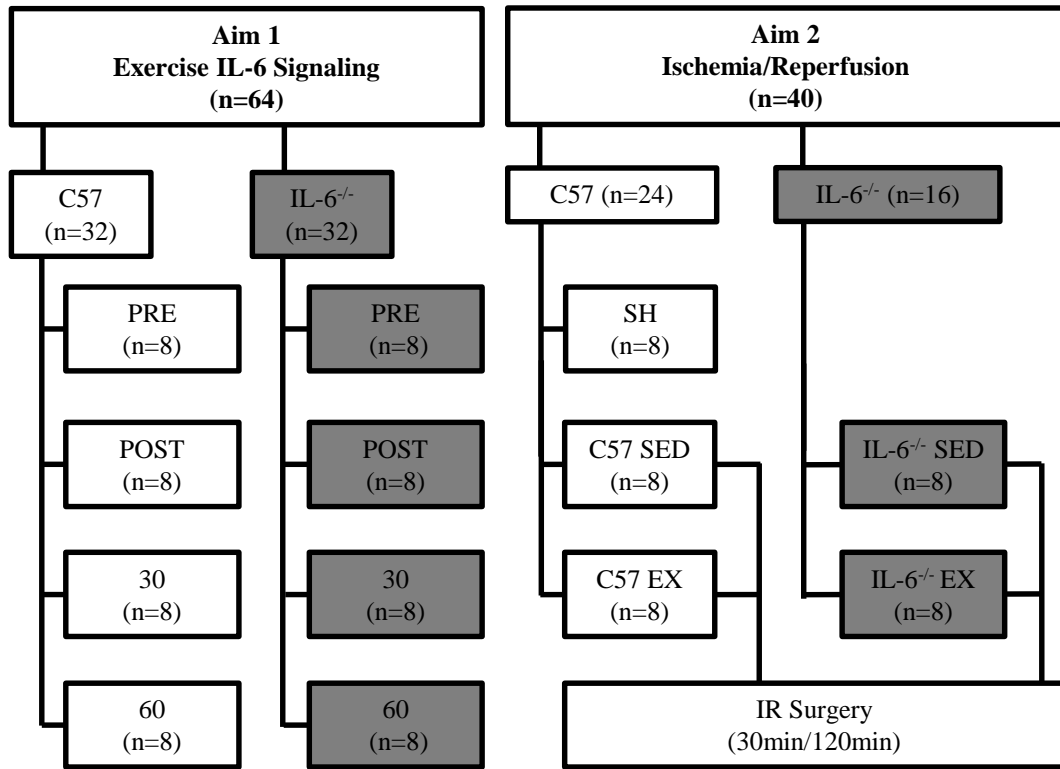 Aim 1
Exercise IL-6 Signaling
(n=64)
C57
(n=32)
IL-6-/-
(n=32)
PRE
(n=8)
PRE
(n=8)
POST
(n=8)
POST
(n=8)
30
(n=8)
30
(n=8)
60
(n=8)
60
(n=8)
Aim 2
Ischemia/Reperfusion
(n=40)
C57 (n=24)
IL-6-/- (n=16)
SH
(n=8)
C57 SED
(n=8)
IL-6-/- SED
(n=8)
C57 EX
(n=8)
IL-6-/- EX
(n=8)
IR Surgery
(30min/120min)